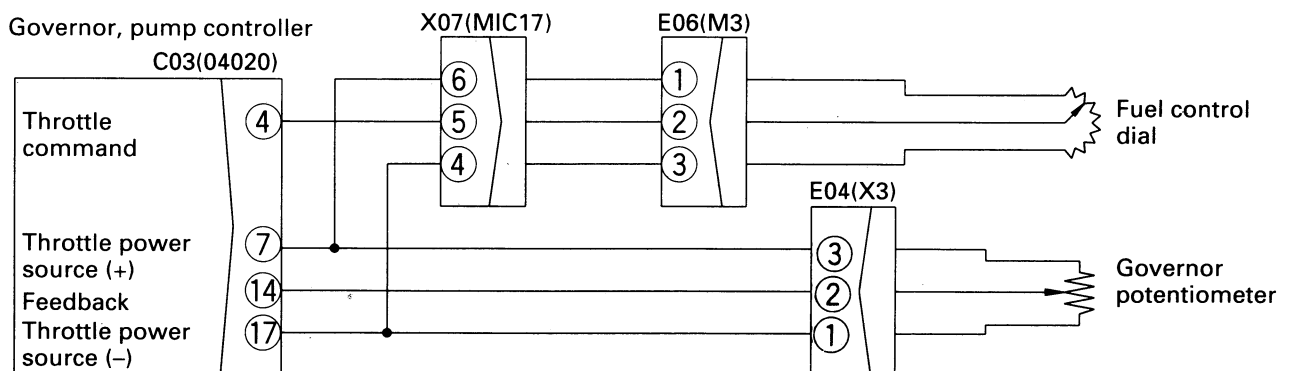 Governor, pump controller
C03(04020)
X07(MIC17)
E06(M3)
Throttle
command
4
6
5
4
1
2
3
Fuel control
dial
E04(X3)
Throttle power
source (+)
Feedback
Throttle power
source (–)
7
14
17
3
2
1
Governor
potentiometer